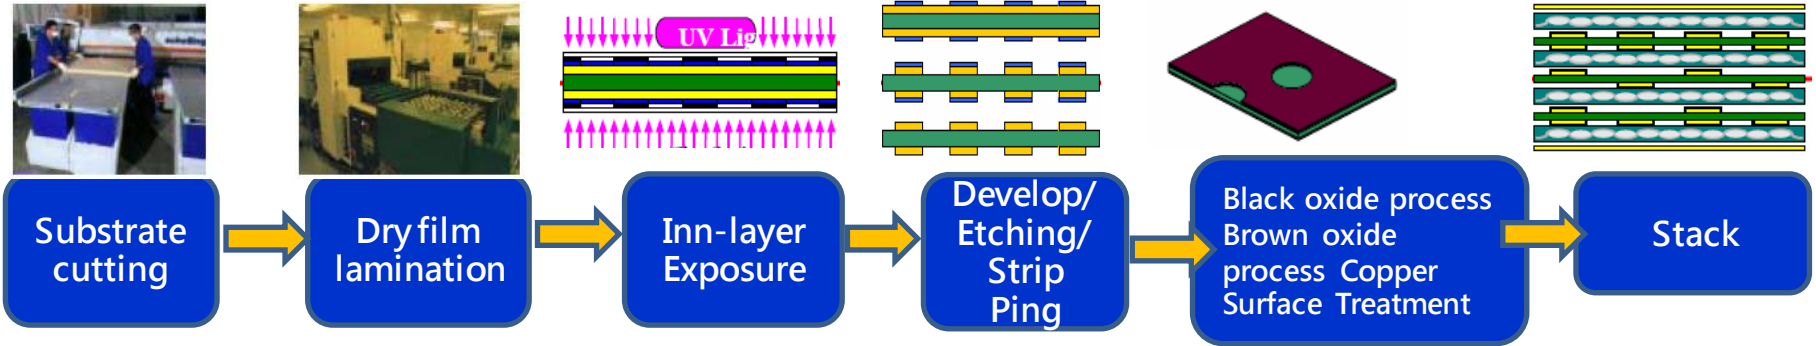 UV Lig
Substrate
cutting
Dry film
lamination
Inn-layer
Exposure
Develop/
Etching/
Strip
Ping
Black oxide process
Brown oxide
process Copper
Surface Treatment
Stack